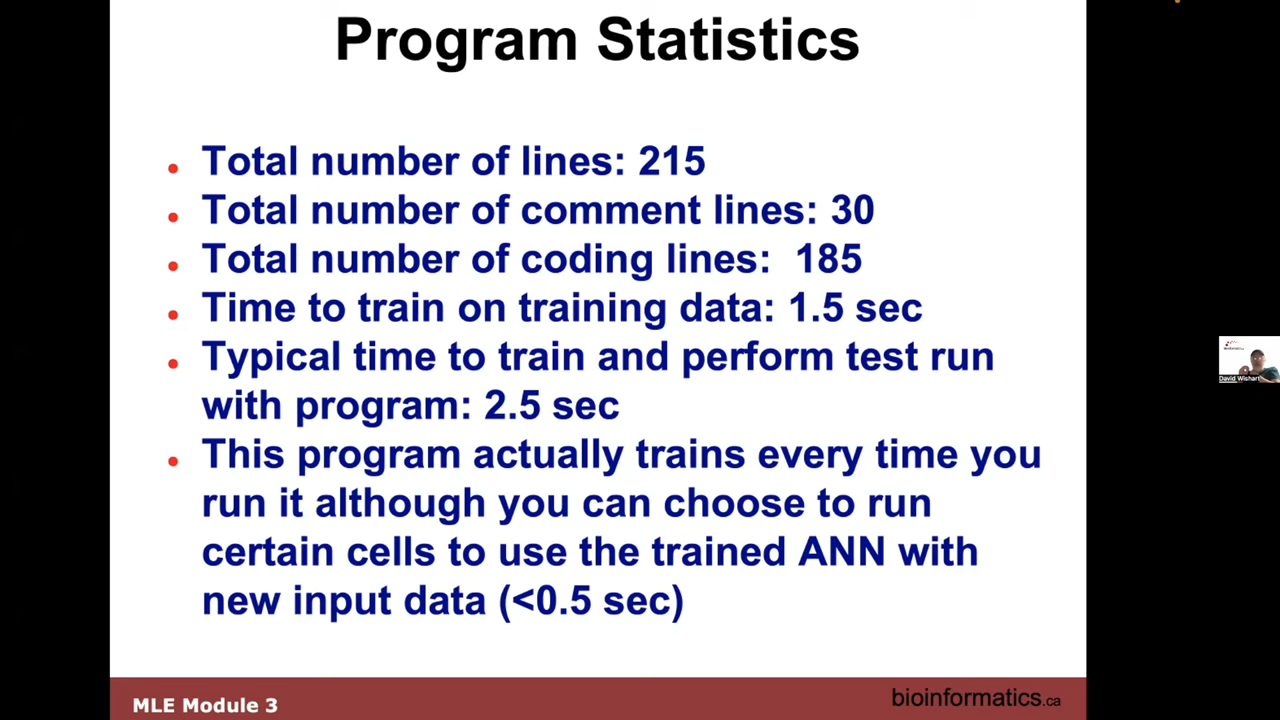 Program Statistics
Total number of lines: 215
Total number of comment lines: 30
Total number of coding lines:  185
Time to train on training data: 1.5 sec
Typical time to train and perform test run
with program: 2.5 sec
This program actually trains every time you
run it although you can choose to run
certain cells to use the trained ANN with
new input data (<0.5 sec)
David Wishart
MLE Module 3
bioinformatics.ca